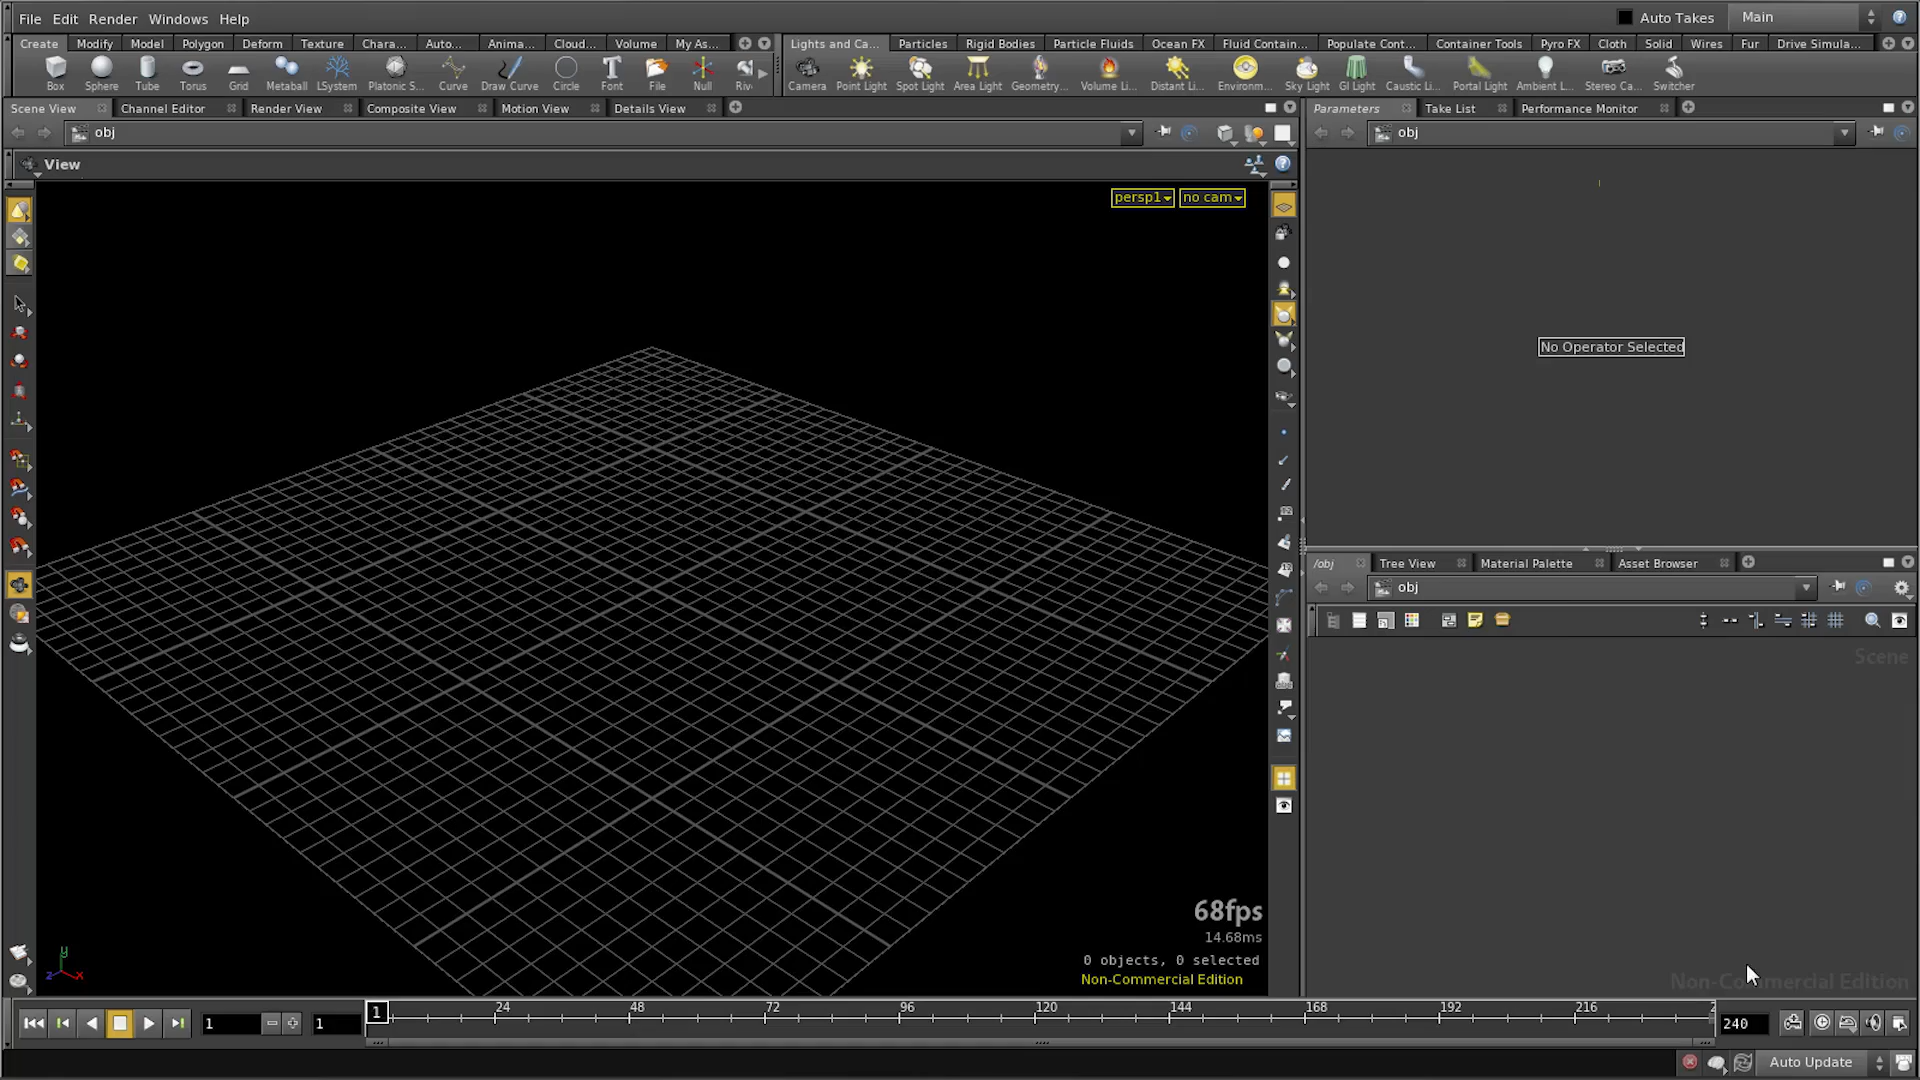 File Edit Render Windows Help
Auto Takes Main
Create Modify Model Polygon Deform Texture Chara... Auto... Anima... Cloud... Volume My As...
Lights and Ca... Particles Rigid Bodies Particle Fluids Ocean FX Fluid Contain... Populate Cont... Container Tools Pyro FX Cloth Solid Wires Fur Drive Simula...
Box Sphere Tube Torus Grid Metaball LSystem Platonic S... Curve Draw Curve Circle Font File Null Riv
Camera Point Light Spot Light Area Light Geometry... Volume Li... Distant Li... Environm... Sky Light GI Light Caustic Li... Portal Light Ambient L... Stereo Ca... Switcher
Scene View Channel Editor Render View Composite View Motion View Details View
Parameters Take List Performance Monitor
obj
obj
View
persp1 no cam
No Operator Selected
/obj Tree View Material Palette Asset Browser
obj
Scene
68fps
14.68ms
0 objects, 0 selected
Non-Commercial Edition
Non-Commercial Edition
y
z x
1 1 1 24 48 72 96 120 144 168 192 216 2 240
Auto Update